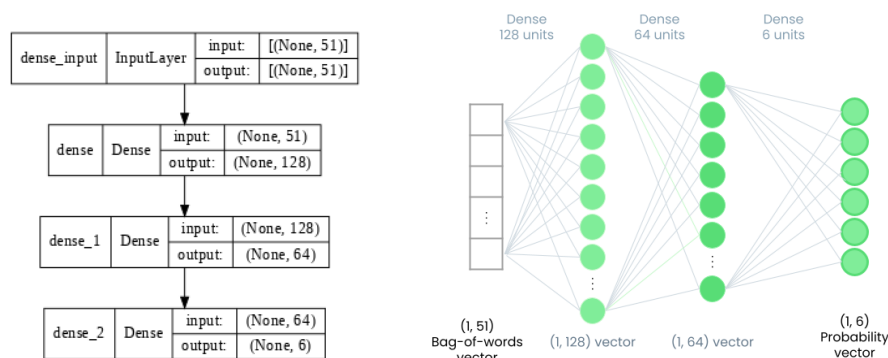 dense_input InputLayer input: [(None, 51)]
output: [(None, 51)]
dense Dense input: (None, 51)
output: (None, 128)
dense_1 Dense input: (None, 128)
output: (None, 64)
dense_2 Dense input: (None, 64)
output: (None, 6)
Dense
128 units
Dense
64 units
Dense
6 units
(1, 51)
Bag-of-words
vector
(1, 128) vector
(1, 64) vector
(1, 6)
Probability
vector